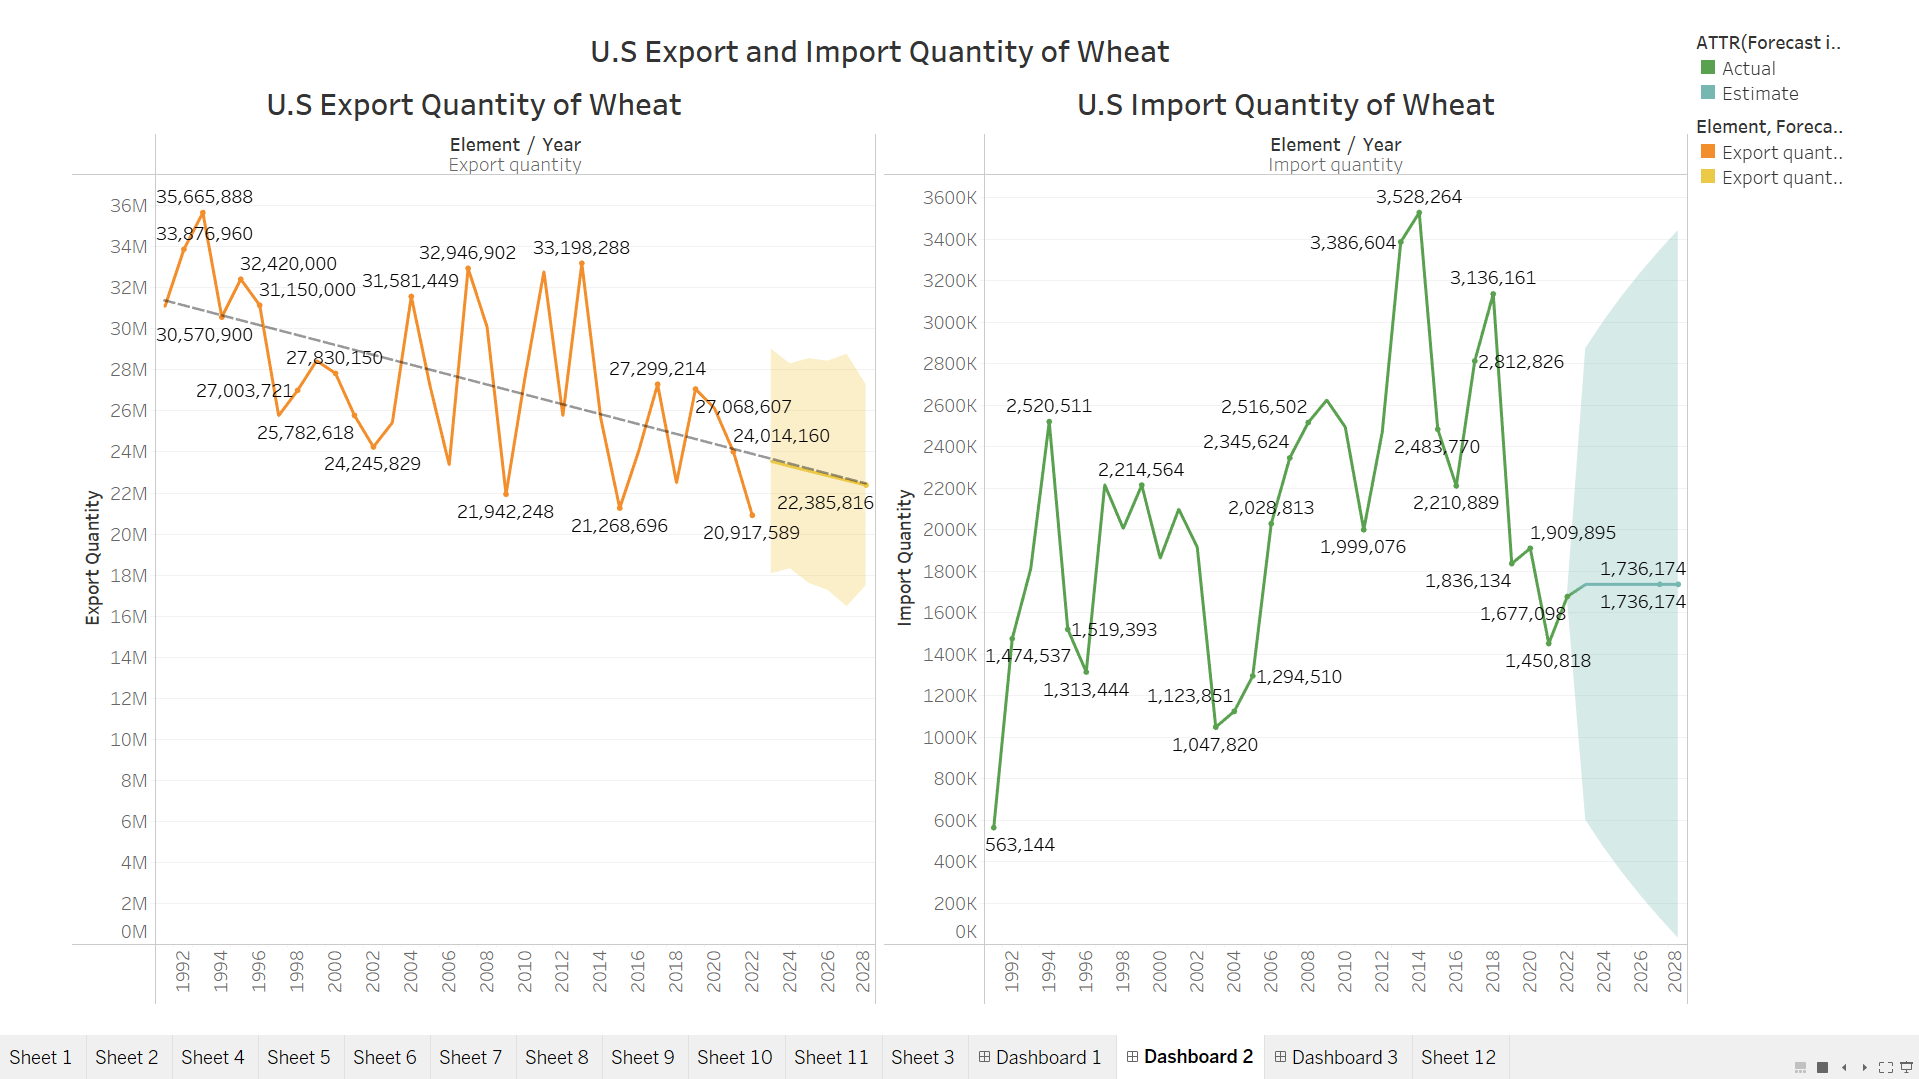 U.S Export and Import Quantity of Wheat
U.S Export Quantity of Wheat
Element / Year
Export quantity
Export Quantity
36M
34M
32M
30M
28M
26M
24M
22M
20M
18M
16M
14M
12M
10M
8M
6M
4M
2M
0M
35,665,888
33,876,960
32,420,000
31,150,000
30,570,900
27,830,150
27,003,721
25,782,618
24,245,829
31,581,449
32,946,902
33,198,288
21,942,248
21,268,696
27,299,214
27,068,607
24,014,160
22,385,816
20,917,589
1992
1994
1996
1998
2000
2002
2004
2006
2008
2010
2012
2014
2016
2018
2020
2022
2024
2026
2028
U.S Import Quantity of Wheat
Element / Year
Import quantity
Import Quantity
3600K
3400K
3200K
3000K
2800K
2600K
2400K
2200K
2000K
1800K
1600K
1400K
1200K
1000K
800K
600K
400K
200K
0K
563,144
1,474,537
2,520,511
1,519,393
1,313,444
2,214,564
1,123,851
1,047,820
1,294,510
2,028,813
2,345,624
2,516,502
1,999,076
3,386,604
3,528,264
2,483,770
2,210,889
2,812,826
3,136,161
1,836,134
1,909,895
1,450,818
1,677,098
1,736,174
1,736,174
1992
1994
1996
1998
2000
2002
2004
2006
2008
2010
2012
2014
2016
2018
2020
2022
2024
2026
2028
ATTR(Forecast i..
Actual
Estimate
Element, Foreca..
Export quant..
Export quant..
Sheet 1
Sheet 2
Sheet 4
Sheet 5
Sheet 6
Sheet 7
Sheet 8
Sheet 9
Sheet 10
Sheet 11
Sheet 3
Dashboard 1
Dashboard 2
Dashboard 3
Sheet 12